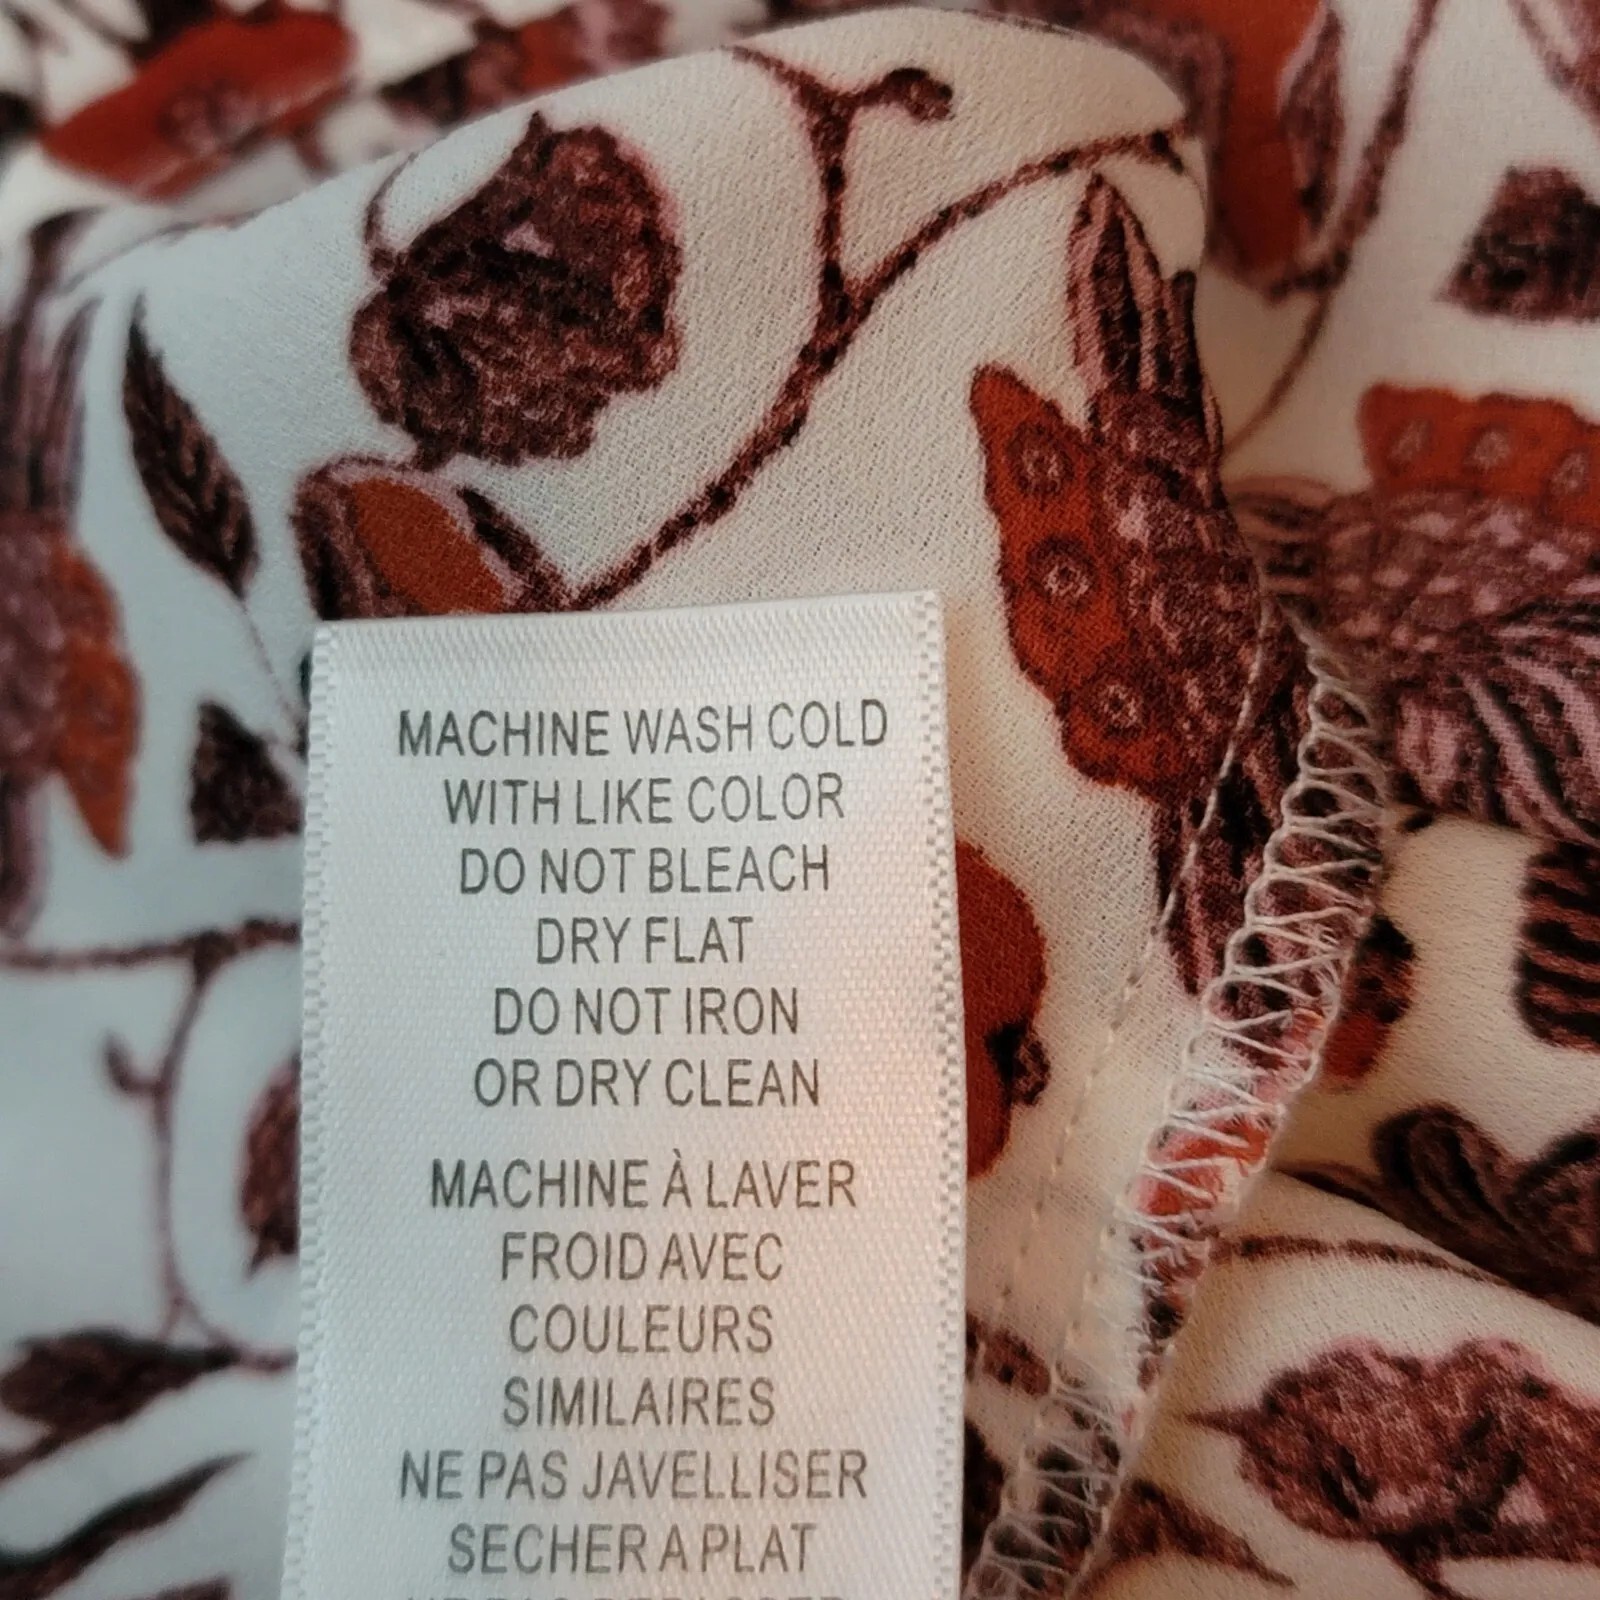 MACHINE WASH COLD
WITH LIKE COLOR
DO NOT BLEACH
DRY FLAT
DO NOT IRON
OR DRY CLEAN
MACHINE À LAVER
FROID AVEC
COULEURS
SIMILAIRES
NE PAS JAVELLISER
SECHER A PLAT